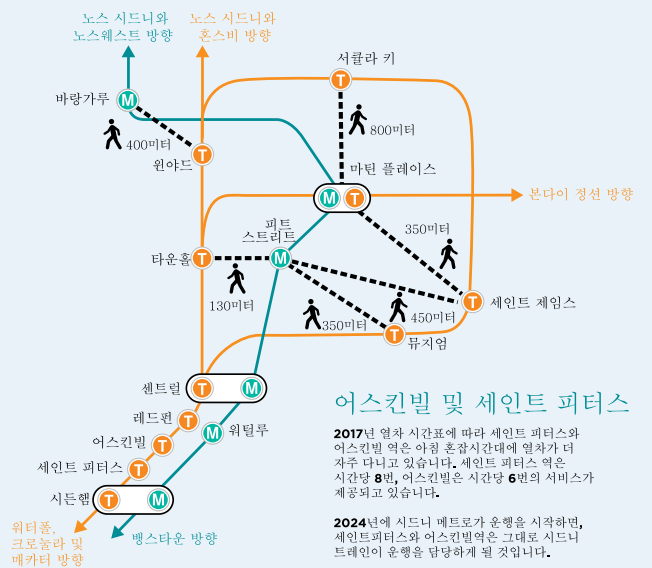 노스 시드니와
노스웨스트 방향
노스 시드니와
혼스비 방향
서큘라 키
T
바랑가루
M
400미터
800미터
윈야드
T
마틴 플레이스
M T
본다이 정션 방향
피트
스트리트
350미터
타운홀
T
M
130미터
350미터
450미터
T
세인트 제임스
T
뮤지엄
센트럴
T M
레드펀
T
워털루
M
어스킨빌
T
세인트 피터스
T
시든햄
T M
워터폴,
크로눌라 및
매카터 방향
뱅스타운 방향
어스킨빌 및 세인트 피터스
2017년 열차 시간표에 따라 세인트 피터스와
어스킨빌 역은 아침 혼잡시간대에 열차가 더
자주 다니고 있습니다. 세인트 피터스 역은
시간당 8번, 어스킨빌은 시간당 6번의 서비스가
제공되고 있습니다.
2024년에 시드니 메트로가 운행을 시작하면,
세인트피터스와 어스킨빌역은 그대로 시드니
트레인이 운행을 담당하게 될 것입니다.